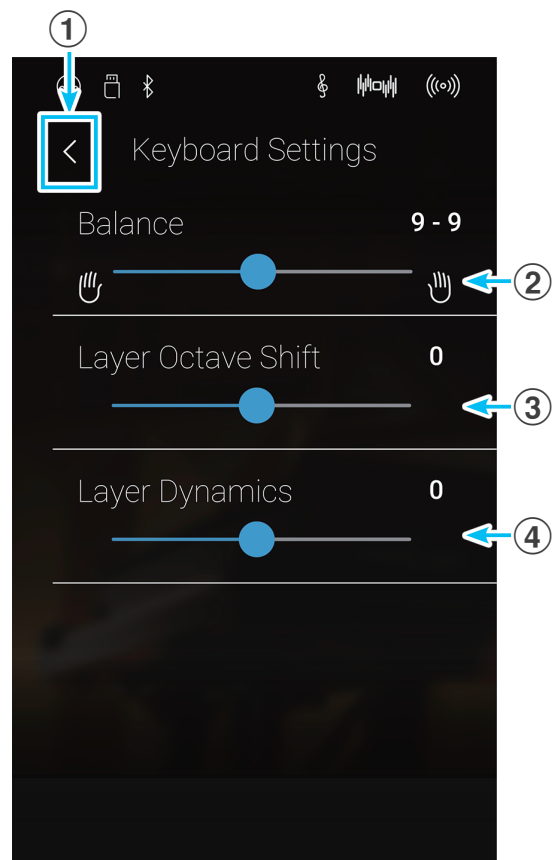 1
Keyboard Settings
Balance 9 - 9
2
Layer Octave Shift 0
3
Layer Dynamics 0
4